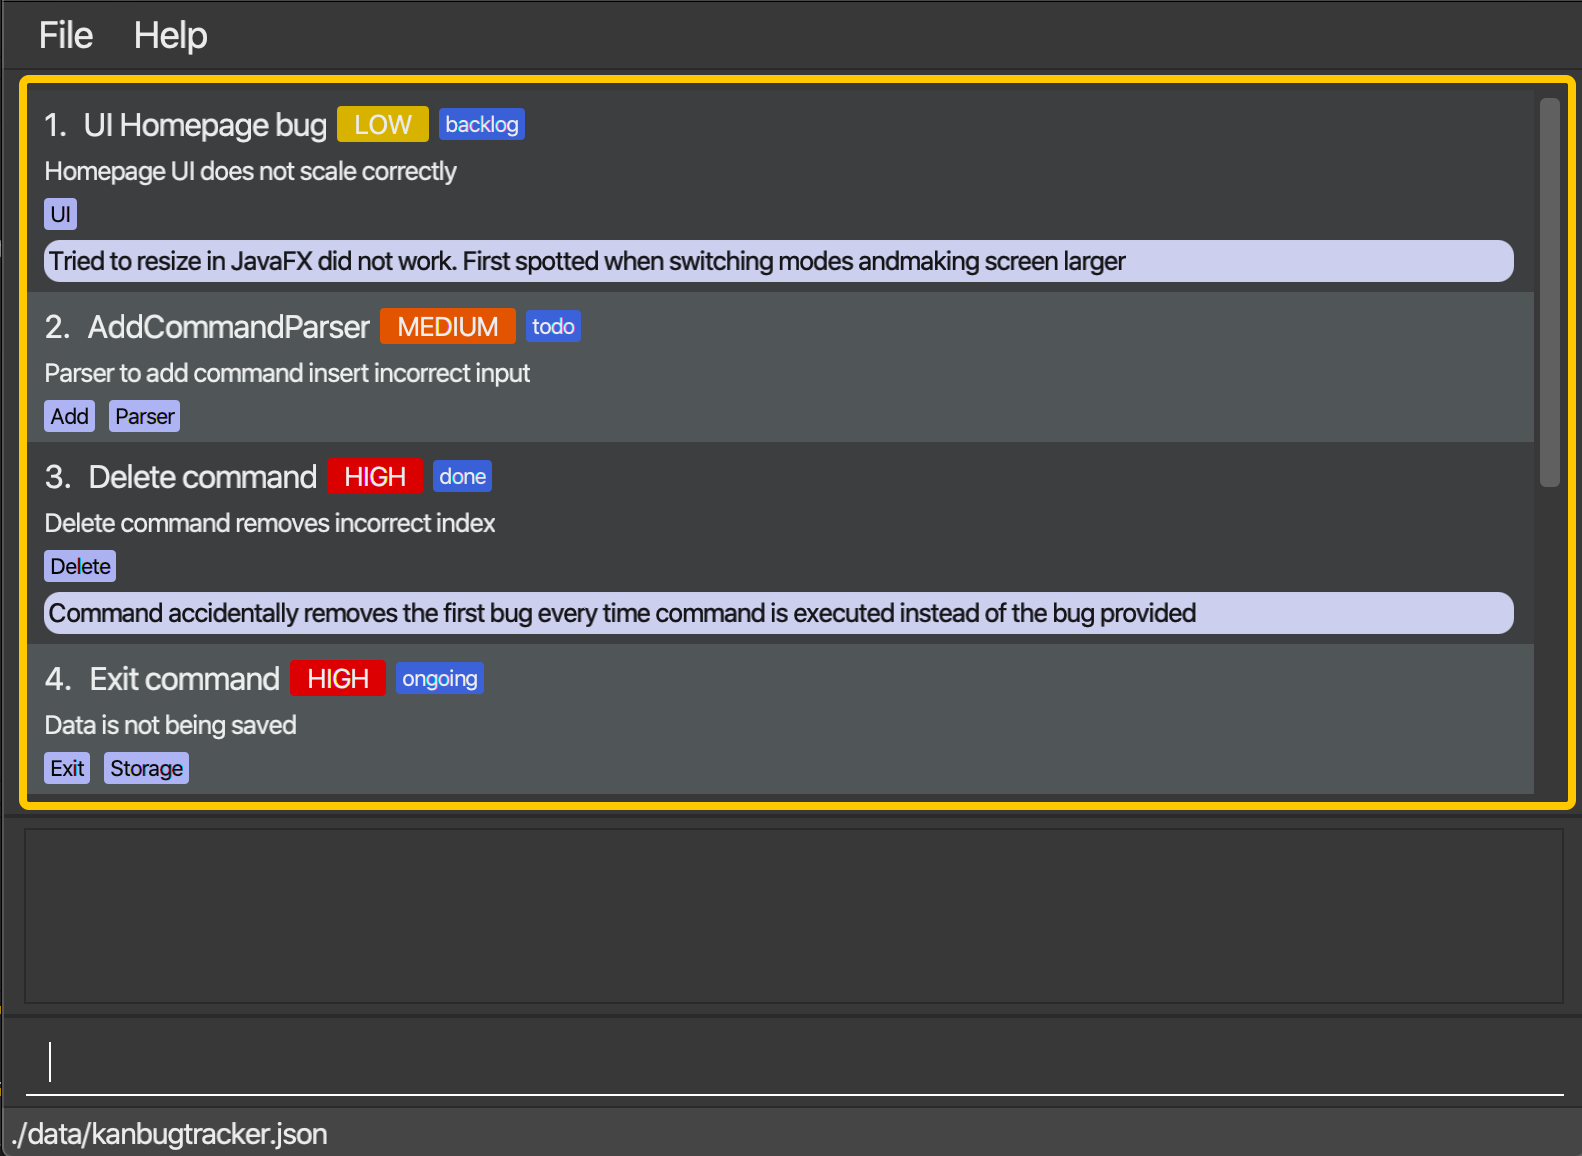 File Help
1. UI Homepage bug LOW backlog
Homepage UI does not scale correctly
UI
Tried to resize in JavaFX did not work. First spotted when switching modes andmaking screen larger
2. AddCommandParser MEDIUM todo
Parser to add command insert incorrect input
Add Parser
3. Delete command HIGH done
Delete command removes incorrect index
Delete
Command accidentally removes the first bug every time command is executed instead of the bug provided
4. Exit command HIGH ongoing
Data is not being saved
Exit Storage
./data/kanbugtracker.json